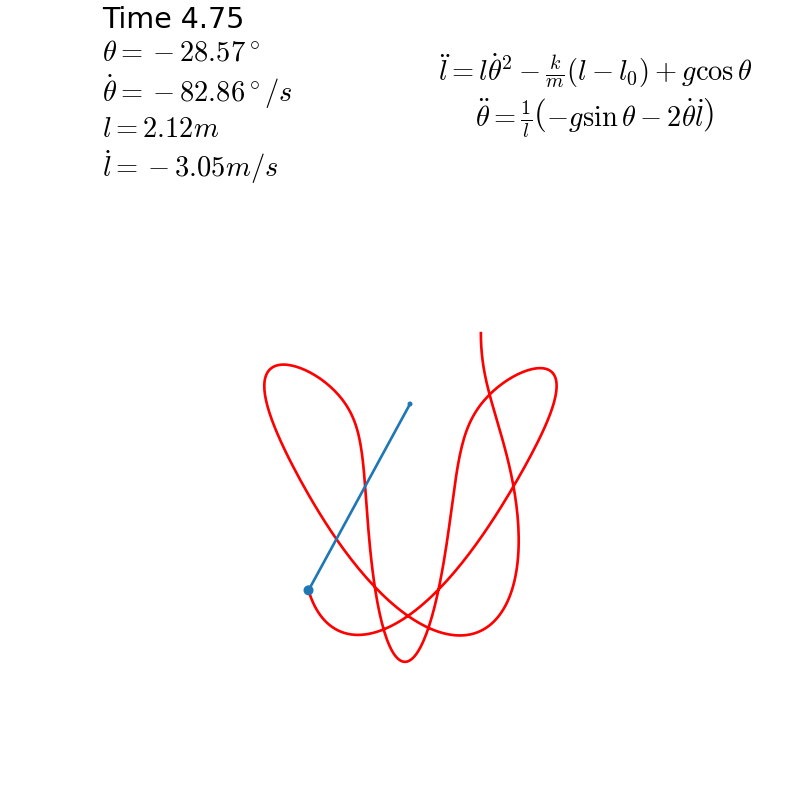 Time 4.75
θ = −28.57°
θ̇ = −82.86°/s
l = 2.12m
l̇ = −3.05m/s
l̈ = lθ̇² − k/m(l − l₀) + g cos θ
θ̈ = 1/l(−g sin θ − 2θ̇l̇)